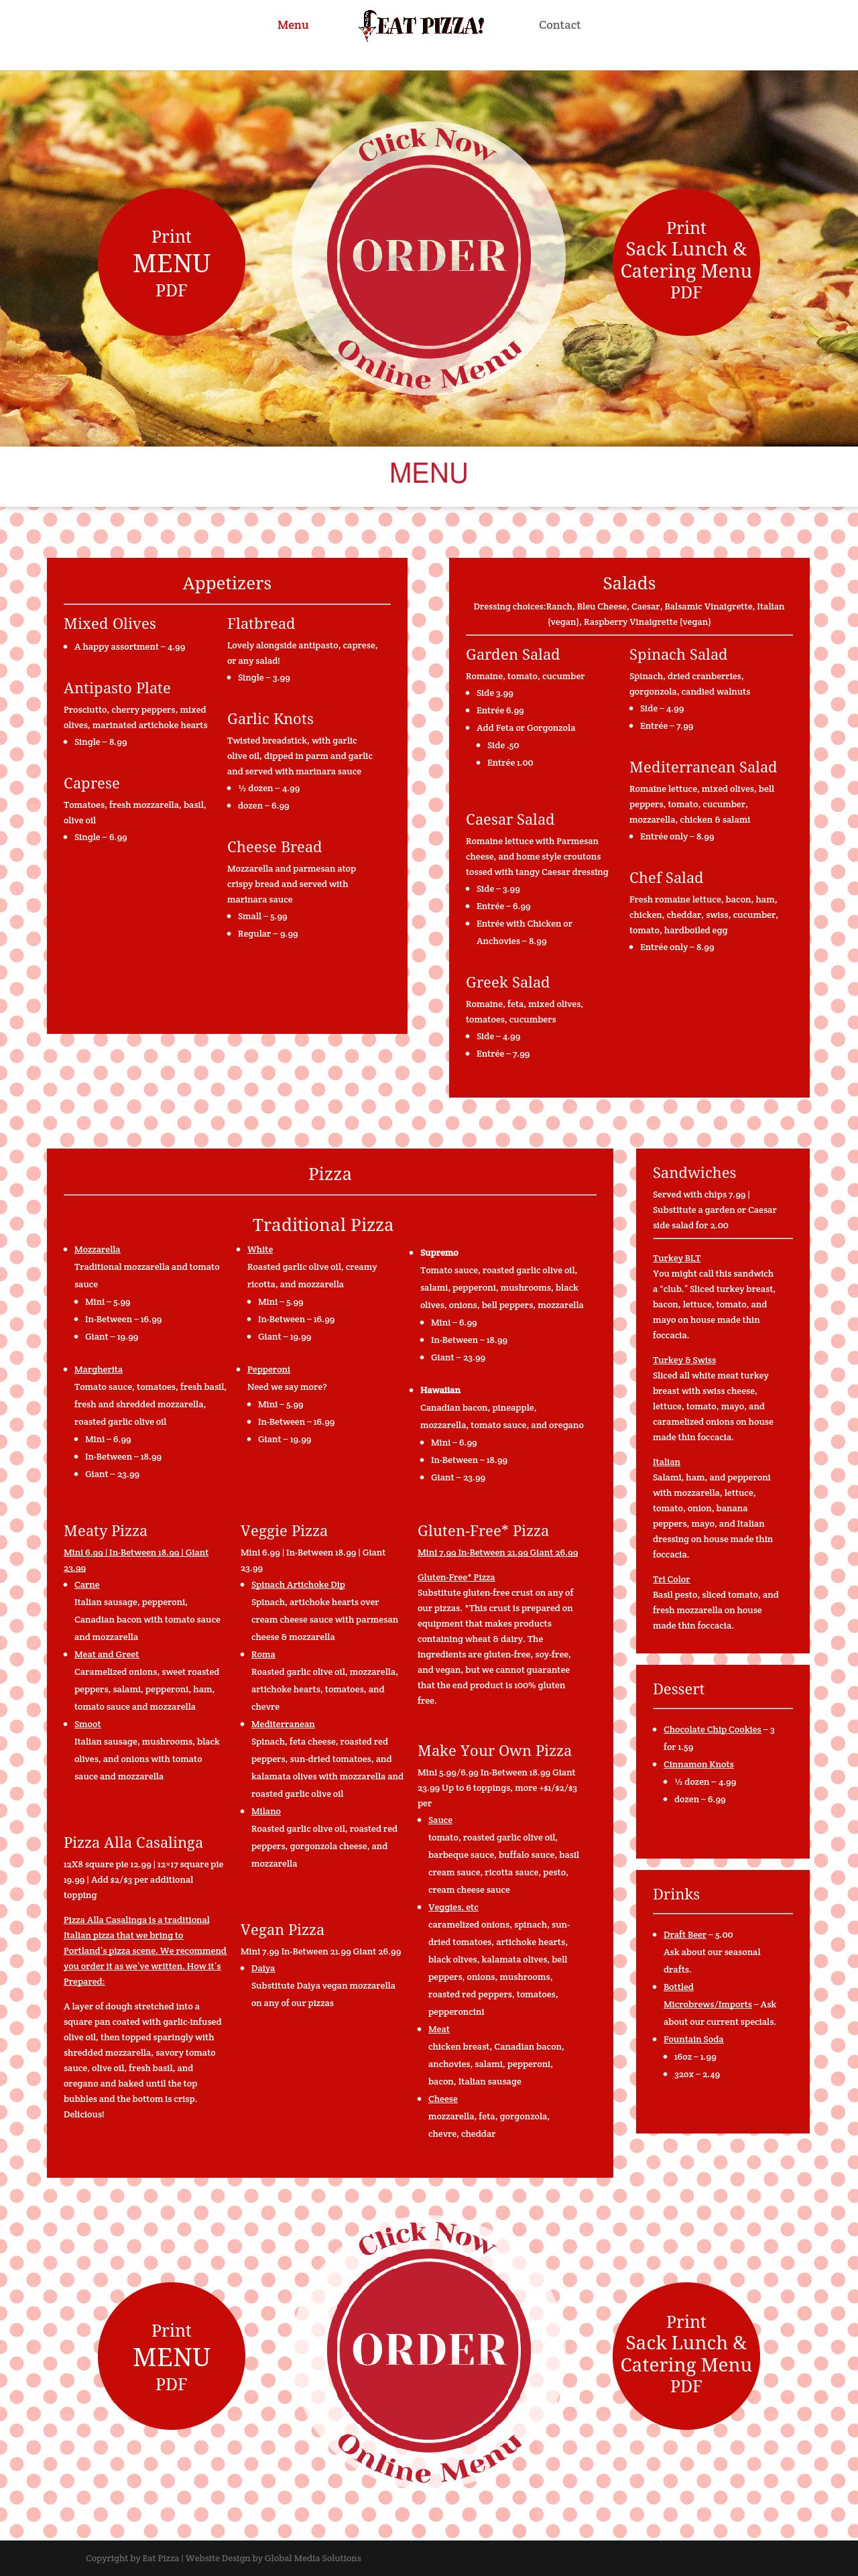 Menu
EAT PIZZA!
Contact
Click Now
ORDER
Online Menu
Print
MENU
PDF
Print
Sack Lunch &
Catering Menu
PDF
MENU
Appetizers
Mixed Olives
A happy assortment – 4.99
Antipasto Plate
Prosciutto, cherry peppers, mixed
olives, marinated artichoke hearts
Single – 8.99
Caprese
Tomatoes, fresh mozzarella, basil,
olive oil
Single – 6.99
Flatbread
Lovely alongside antipasto, caprese,
or any salad!
Single – 3.99
Garlic Knots
Twisted breadstick, with garlic
olive oil, dipped in parm and garlic
and served with marinara sauce
½ dozen – 4.99
dozen – 6.99
Cheese Bread
Mozzarella and parmesan atop
crispy bread and served with
marinara sauce
Small – 5.99
Regular – 9.99
Salads
Dressing choices:Ranch, Bleu Cheese, Caesar, Balsamic Vinaigrette, Italian
(vegan), Raspberry Vinaigrette (vegan)
Garden Salad
Romaine, tomato, cucumber
Side 3.99
Entrée 6.99
Add Feta or Gorgonzola
Side .50
Entrée 1.00
Caesar Salad
Romaine lettuce with Parmesan
cheese, and home style croutons
tossed with tangy Caesar dressing
Side – 3.99
Entrée – 6.99
Entrée with Chicken or
Anchovies – 8.99
Greek Salad
Romaine, feta, mixed olives,
tomatoes, cucumbers
Side – 4.99
Entrée – 7.99
Spinach Salad
Spinach, dried cranberries,
gorgonzola, candied walnuts
Side – 4.99
Entrée – 7.99
Mediterranean Salad
Romaine lettuce, mixed olives, bell
peppers, tomato, cucumber,
mozzarella, chicken & salami
Entrée only – 8.99
Chef Salad
Fresh romaine lettuce, bacon, ham,
chicken, cheddar, swiss, cucumber,
tomato, hardboiled egg
Entrée only – 8.99
Pizza
Traditional Pizza
Mozzarella
Traditional mozzarella and tomato
sauce
Mini – 5.99
In-Between – 16.99
Giant – 19.99
Margherita
Tomato sauce, tomatoes, fresh basil,
fresh and shredded mozzarella,
roasted garlic olive oil
Mini – 6.99
In-Between – 18.99
Giant – 23.99
White
Roasted garlic olive oil, creamy
ricotta, and mozzarella
Mini – 5.99
In-Between – 16.99
Giant – 19.99
Pepperoni
Need we say more?
Mini – 5.99
In-Between – 16.99
Giant – 19.99
Supremo
Tomato sauce, roasted garlic olive oil,
salami, pepperoni, mushrooms, black
olives, onions, bell peppers, mozzarella
Mini – 6.99
In-Between – 18.99
Giant – 23.99
Hawaiian
Canadian bacon, pineapple,
mozzarella, tomato sauce, and oregano
Mini – 6.99
In-Between – 18.99
Giant – 23.99
Meaty Pizza
Mini 6.99 | In-Between 18.99 | Giant
23.99
Carne
Italian sausage, pepperoni,
Canadian bacon with tomato sauce
and mozzarella
Meat and Greet
Caramelized onions, sweet roasted
peppers, salami, pepperoni, ham,
tomato sauce and mozzarella
Smoot
Italian sausage, mushrooms, black
olives, and onions with tomato
sauce and mozzarella
Pizza Alla Casalinga
12X8 square pie 12.99 | 12×17 square pie
19.99 | Add $2/$3 per additional
topping
Pizza Alla Casalinga is a traditional
Italian pizza that we bring to
Portland's pizza scene. We recommend
you order it as we've written. How it's
Prepared:
A layer of dough stretched into a
square pan coated with garlic-infused
olive oil, then topped sparingly with
shredded mozzarella, savory tomato
sauce, olive oil, fresh basil, and
oregano and baked until the top
bubbles and the bottom is crisp.
Delicious!
Veggie Pizza
Mini 6.99 | In-Between 18.99 | Giant
23.99
Spinach Artichoke Dip
Spinach, artichoke hearts over
cream cheese sauce with parmesan
cheese & mozzarella
Roma
Roasted garlic olive oil, mozzarella,
artichoke hearts, tomatoes, and
chevre
Mediterranean
Spinach, feta cheese, roasted red
peppers, sun-dried tomatoes, and
kalamata olives with mozzarella and
roasted garlic olive oil
Milano
Roasted garlic olive oil, roasted red
peppers, gorgonzola cheese, and
mozzarella
Vegan Pizza
Mini 7.99 In-Between 21.99 Giant 26.99
Daiya
Substitute Daiya vegan mozzarella
on any of our pizzas
Gluten-Free* Pizza
Mini 7.99 In-Between 21.99 Giant 26.99
Gluten-Free* Pizza
Substitute gluten-free crust on any of
our pizzas. *This crust is prepared on
equipment that makes products
containing wheat & dairy. The
ingredients are gluten-free, soy-free,
and vegan, but we cannot guarantee
that the end product is 100% gluten
free.
Make Your Own Pizza
Mini 5.99/6.99 In-Between 18.99 Giant
23.99 Up to 6 toppings, more +$1/$2/$3
per
Sauce
tomato, roasted garlic olive oil,
barbeque sauce, buffalo sauce, basil
cream sauce, ricotta sauce, pesto,
cream cheese sauce
Veggies, etc
caramelized onions, spinach, sun-
dried tomatoes, artichoke hearts,
black olives, kalamata olives, bell
peppers, onions, mushrooms,
roasted red peppers, tomatoes,
pepperoncini
Meat
chicken breast, Canadian bacon,
anchovies, salami, pepperoni,
bacon, Italian sausage
Cheese
mozzarella, feta, gorgonzola,
chevre, cheddar
Sandwiches
Served with chips 7.99 |
Substitute a garden or Caesar
side salad for 2.00
Turkey BLT
You might call this sandwich
a "club." Sliced turkey breast,
bacon, lettuce, tomato, and
mayo on house made thin
foccacia.
Turkey & Swiss
Sliced all white meat turkey
breast with swiss cheese,
lettuce, tomato, mayo, and
caramelized onions on house
made thin foccacia.
Italian
Salami, ham, and pepperoni
with mozzarella, lettuce,
tomato, onion, banana
peppers, mayo, and Italian
dressing on house made thin
foccacia.
Tri Color
Basil pesto, sliced tomato, and
fresh mozzarella on house
made thin foccacia.
Dessert
Chocolate Chip Cookies – 3
for 1.59
Cinnamon Knots
½ dozen – 4.99
dozen – 6.99
Drinks
Draft Beer – 5.00
Ask about our seasonal
drafts.
Bottled
Microbrews/Imports – Ask
about our current specials.
Fountain Soda
16oz – 1.99
32ox – 2.49
Click Now
ORDER
Online Menu
Print
MENU
PDF
Print
Sack Lunch &
Catering Menu
PDF
Copyright by Eat Pizza | Website Design by Global Media Solutions